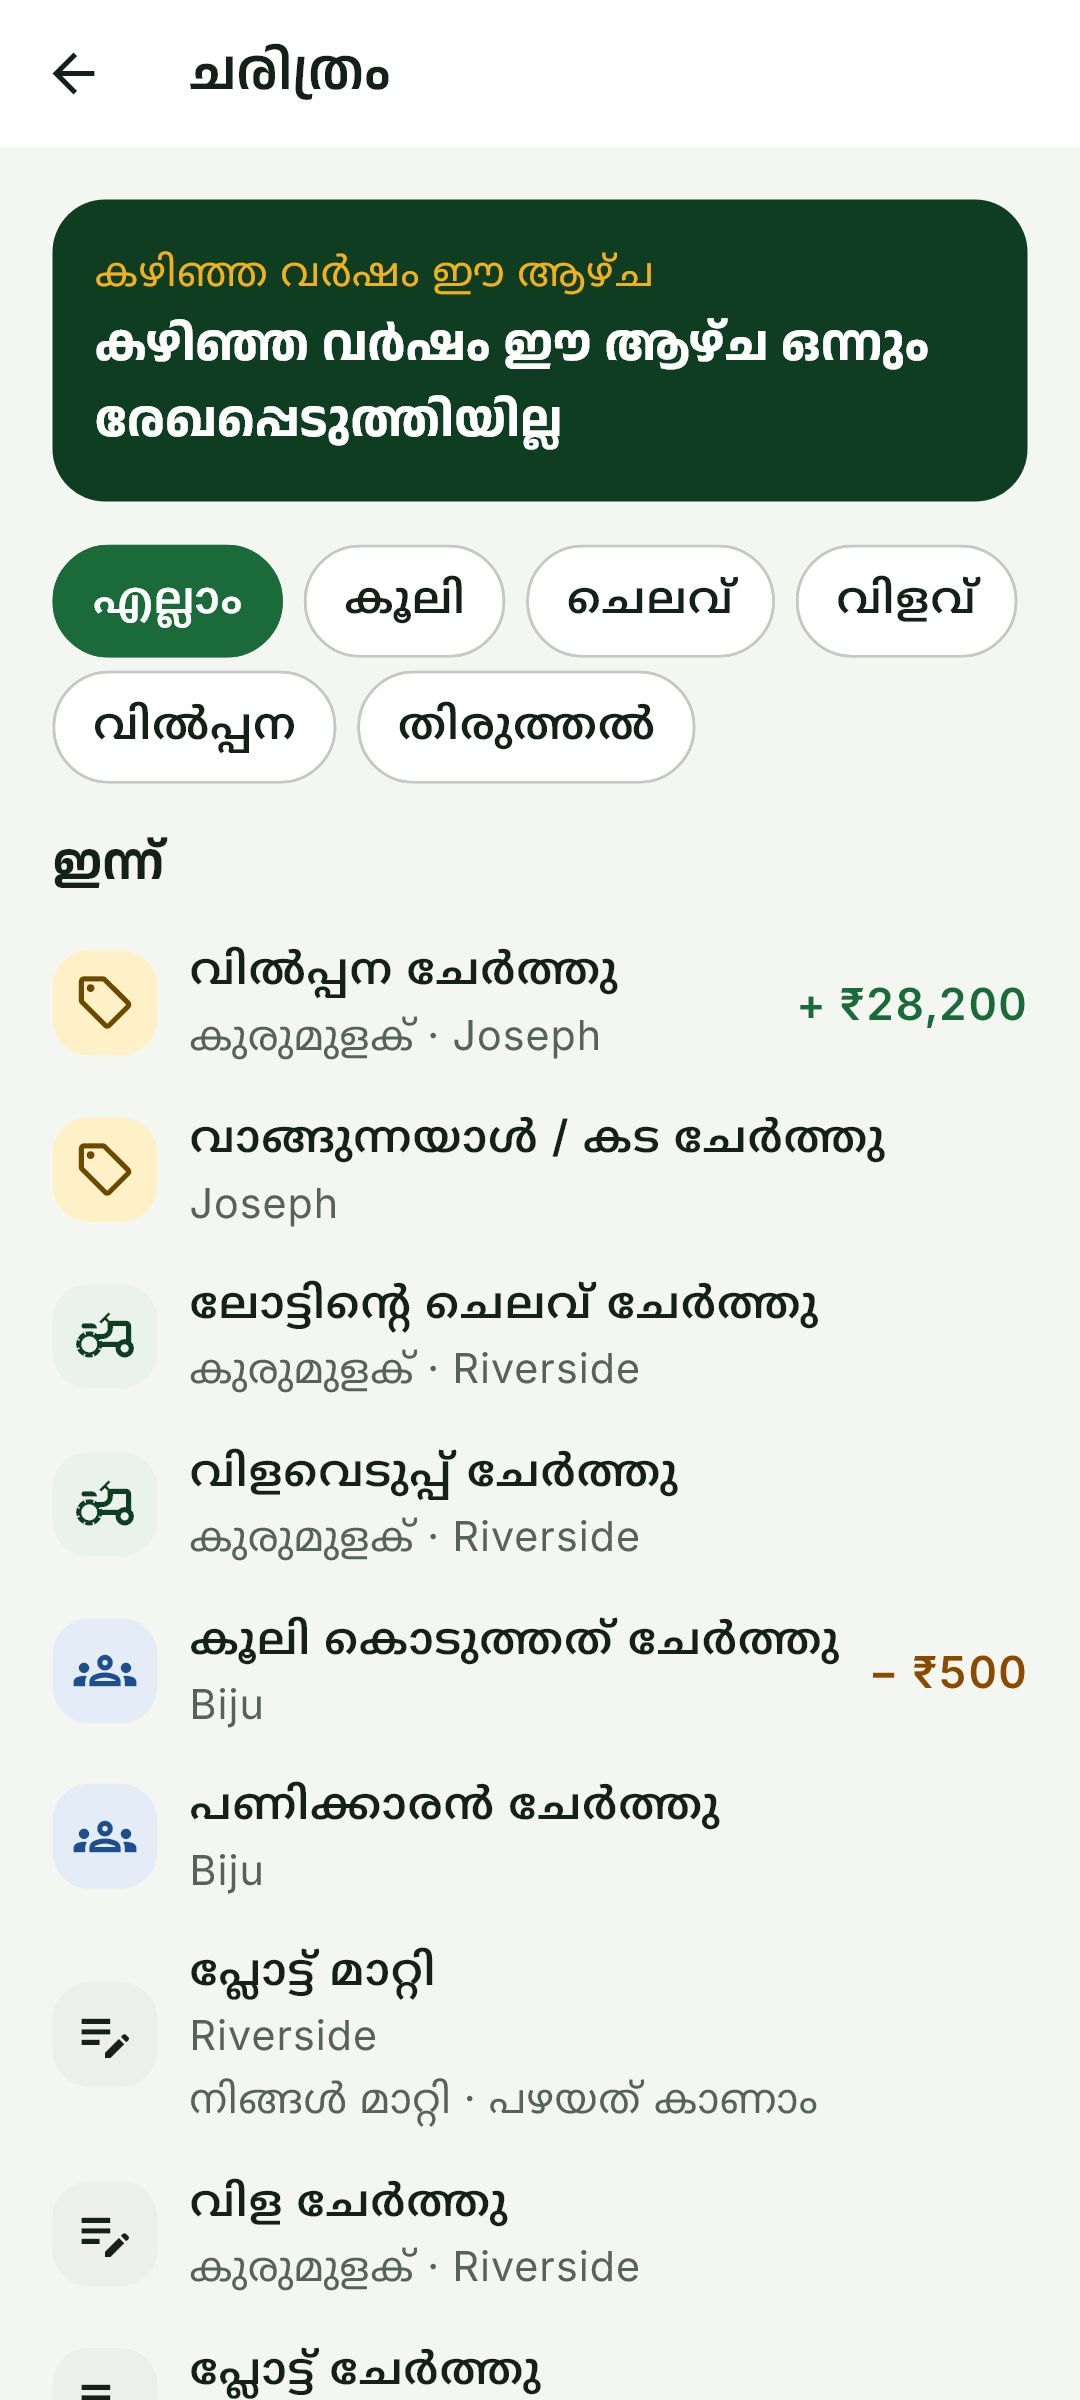 ചരിത്രം
കഴിഞ്ഞ വർഷം ഈ ആഴ്ച
കഴിഞ്ഞ വർഷം ഈ ആഴ്ച ഒന്നും
രേഖപ്പെടുത്തിയില്ല
എല്ലാം
കൂലി
ചെലവ്
വിളവ്
വിൽപ്പന
തിരുത്തൽ
ഇന്ന്
വിൽപ്പന ചേർത്തു
കുരുമുളക് · Joseph
+ ₹28,200
വാങ്ങുന്നയാൾ / കട ചേർത്തു
Joseph
ലോട്ടിന്റെ ചെലവ് ചേർത്തു
കുരുമുളക് · Riverside
വിളവെടുപ്പ് ചേർത്തു
കുരുമുളക് · Riverside
കൂലി കൊടുത്തത് ചേർത്തു
Biju
– ₹500
പണിക്കാരൻ ചേർത്തു
Biju
പ്ലോട്ട് മാറ്റി
Riverside
നിങ്ങൾ മാറ്റി · പഴയത് കാണാം
വിള ചേർത്തു
കുരുമുളക് · Riverside
പ്ലോട്ട് ചേർത്തു